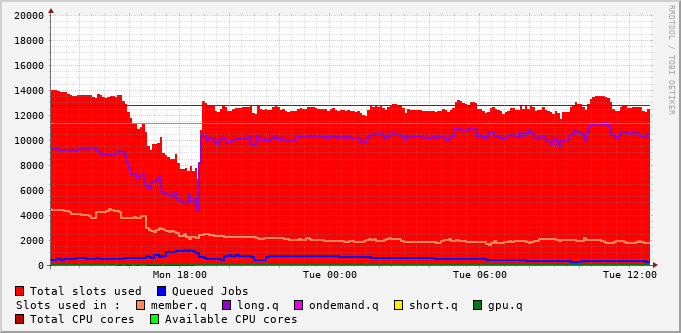 20000
18000
16000
14000
12000
10000
8000
6000
4000
2000
0
Mon 18:00 Tue 00:00 Tue 06:00 Tue 12:00
RRDTOOL / TOBI OETIKER
Total slots used Queued Jobs
Slots used in : member.q long.q ondemand.q short.q gpu.q
Total CPU cores Available CPU cores